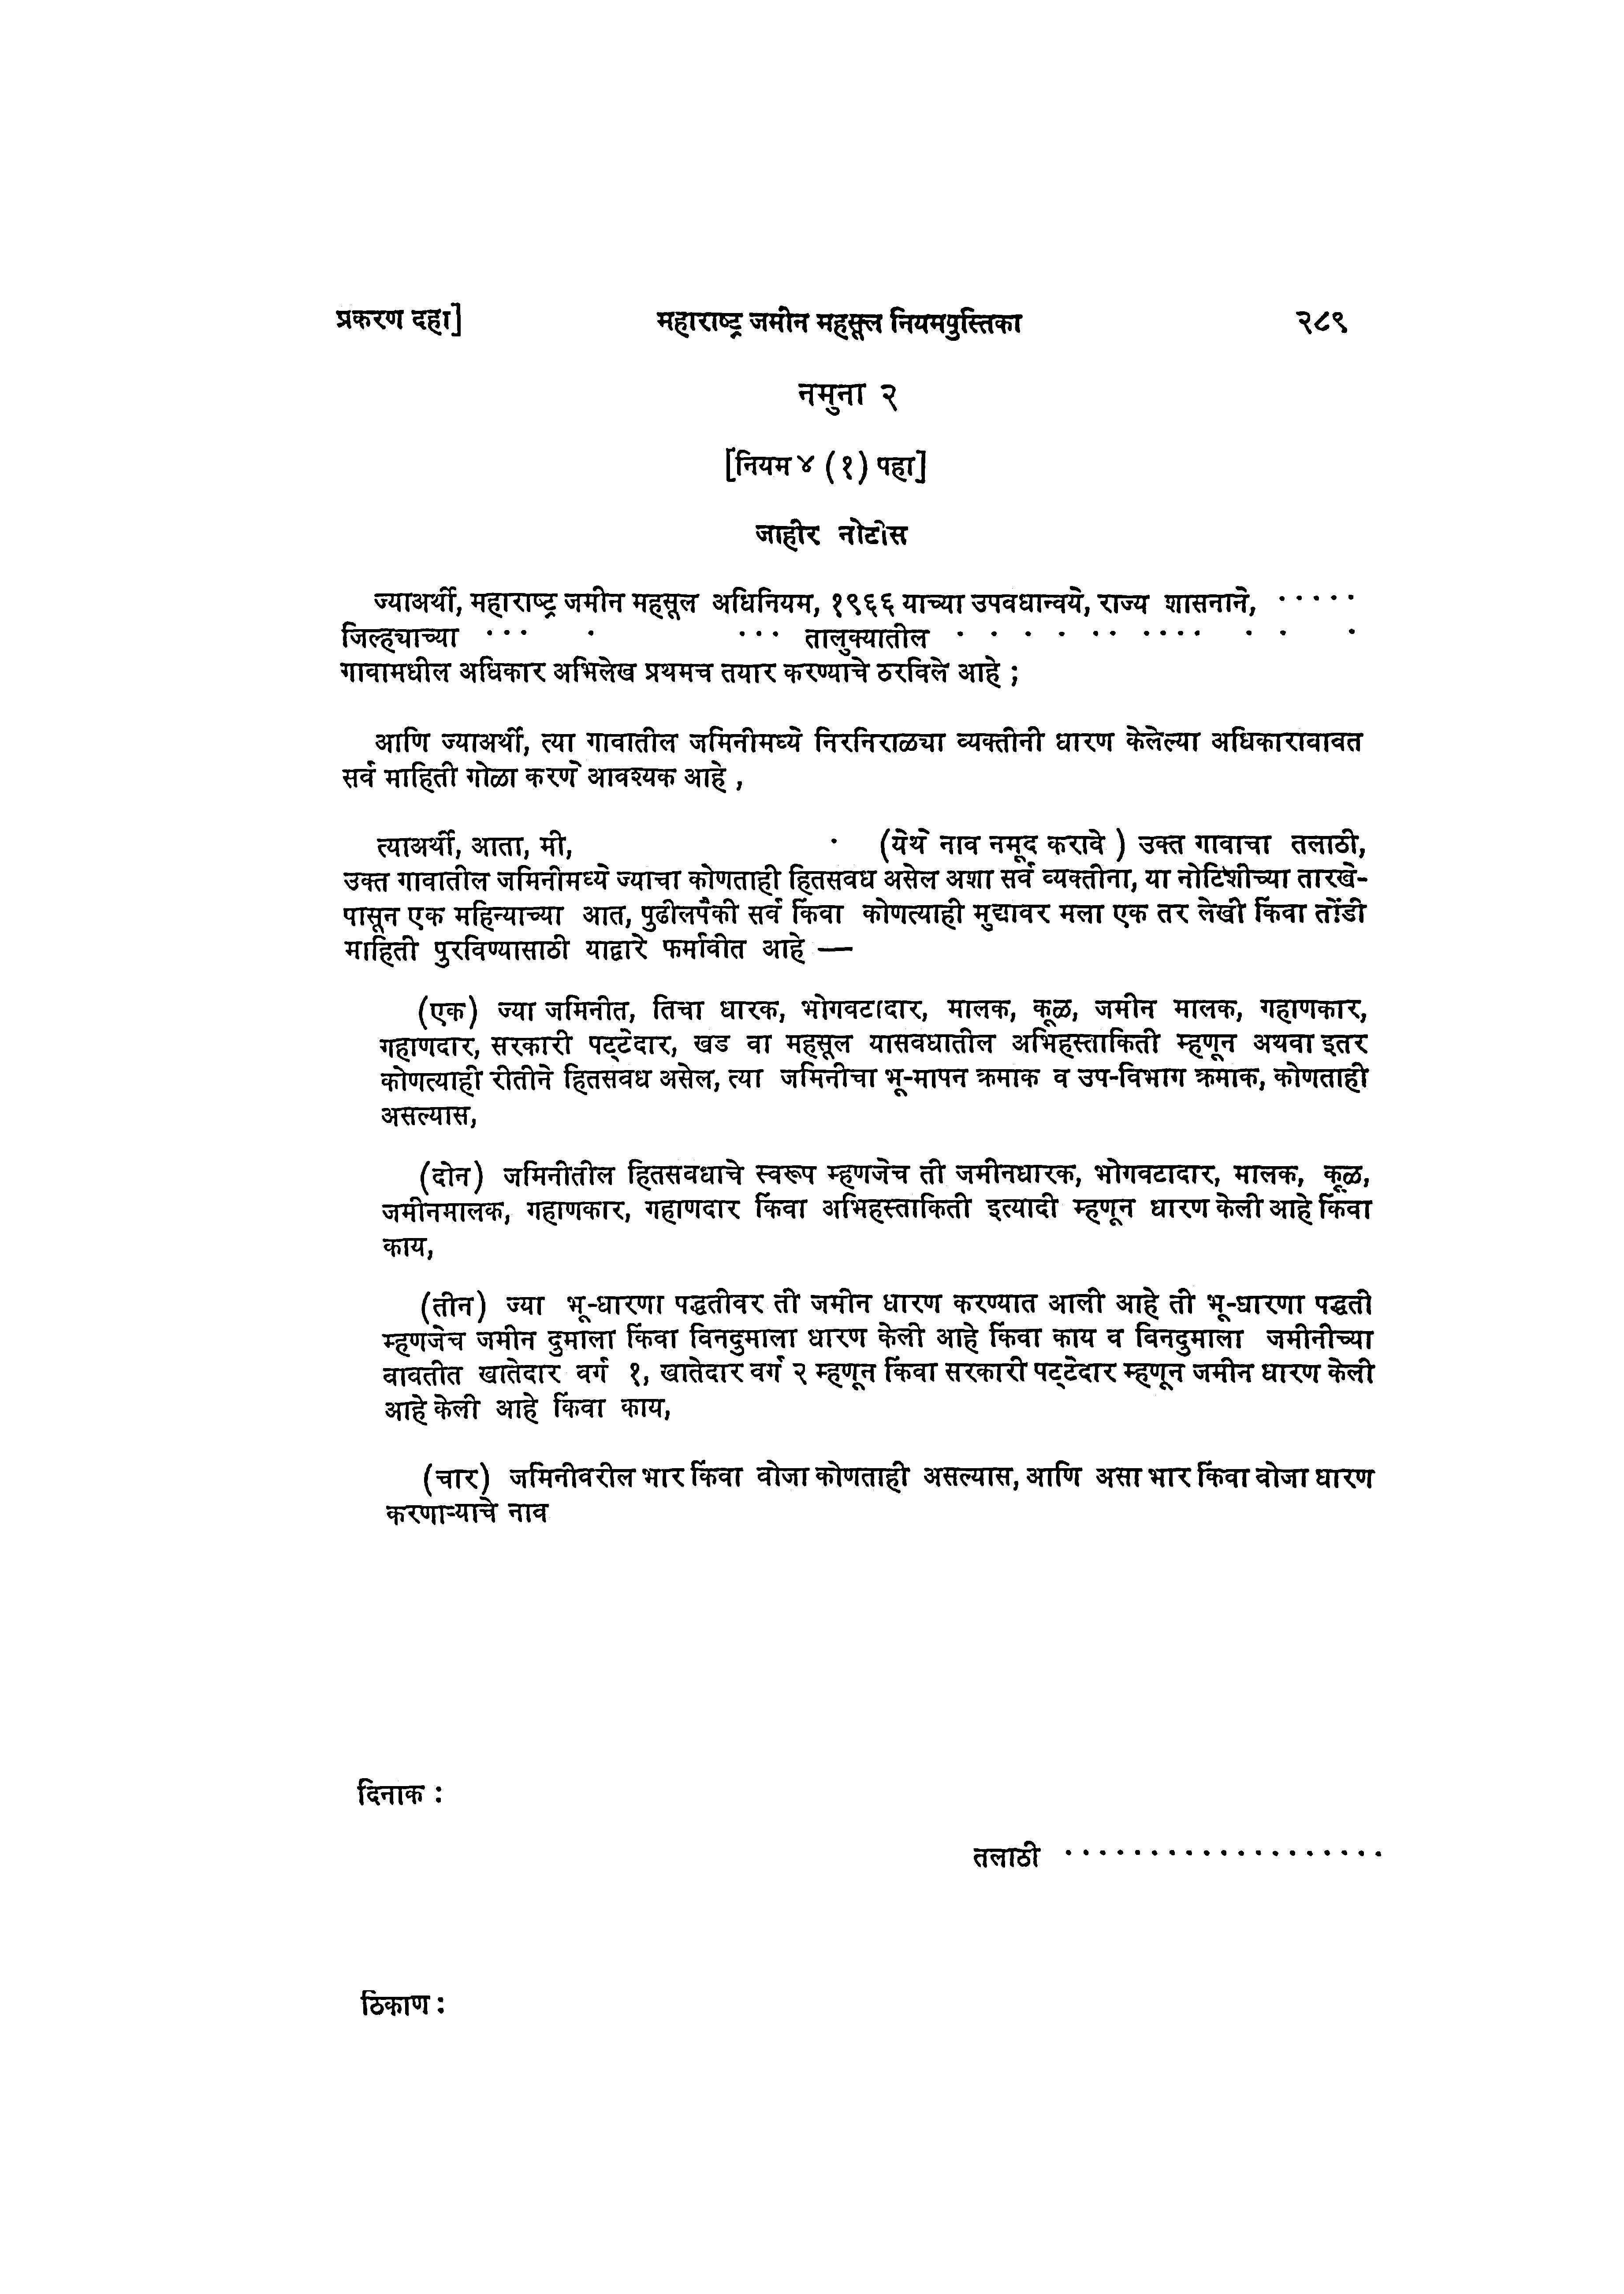 प्रकरण दहा] महाराष्ट्र जमीन महसूल नियमपुस्तिका २८९
नमुना २
[नियम ४ (१) पहा]
जाहीर नोटीस
ज्याअर्थी, महाराष्ट्र जमीन महसूल अधिनियम, १९६६ याच्या उपवधान्वये, राज्य शासनाने, .....
जिल्ह्याच्या ... . ... तालुक्यातील . . . . .. .... . . .
गावामधील अधिकार अभिलेख प्रथमच तयार करण्याचे ठरविले आहे ;
आणि ज्याअर्थी, त्या गावातील जमिनीमध्ये निरनिराळ्या व्यक्तीनी धारण केलेल्या अधिकारावावत
सर्व माहिती गोळा करणे आवश्यक आहे ,
त्याअर्थी, आता, मी, . (येथे नाव नमूद करावे ) उक्त गावाचा तलाठी,
उक्त गावातील जमिनीमध्ये ज्याचा कोणताही हितसवध असेल अशा सर्व व्यक्तीना, या नोटिशीच्या तारखे-
पासून एक महिन्याच्या आत, पुढीलपैकी सर्व किंवा कोणत्याही मुद्यावर मला एक तर लेखी किंवा तोंडी
माहिती पुरविण्यासाठी याद्वारे फर्मावीत आहे —
(एक) ज्या जमिनीत, तिचा धारक, भोगवटादार, मालक, कूळ, जमीन मालक, गहाणकार,
गहाणदार, सरकारी पट्टेदार, खड वा महसूल यासवधातील अभिहस्ताकिती म्हणून अथवा इतर
कोणत्याही रीतीने हितसवध असेल, त्या जमिनीचा भू-मापन क्रमाक व उप-विभाग क्रमाक, कोणताही
असल्यास,
(दोन) जमिनीतील हितसवधाचे स्वरूप म्हणजेच ती जमीनधारक, भोगवटादार, मालक, कूळ,
जमीनमालक, गहाणकार, गहाणदार किंवा अभिहस्ताकिती इत्यादी म्हणून धारण केली आहे किंवा
काय,
(तीन) ज्या भू-धारणा पद्धतीवर ती जमीन धारण करण्यात आली आहे ती भू-धारणा पद्धती
म्हणजेच जमीन दुमाला किंवा विनदुमाला धारण केली आहे किंवा काय व विनदुमाला जमीनीच्या
वावतीत खातेदार वर्ग १, खातेदार वर्ग २ म्हणून किंवा सरकारी पट्टेदार म्हणून जमीन धारण केली
आहे केली आहे किंवा काय,
(चार) जमिनीवरील भार किंवा वोजा कोणताही असल्यास, आणि असा भार किंवा वोजा धारण
करणाऱ्याचे नाव
दिनाक :
तलाठी ...................
ठिकाण :